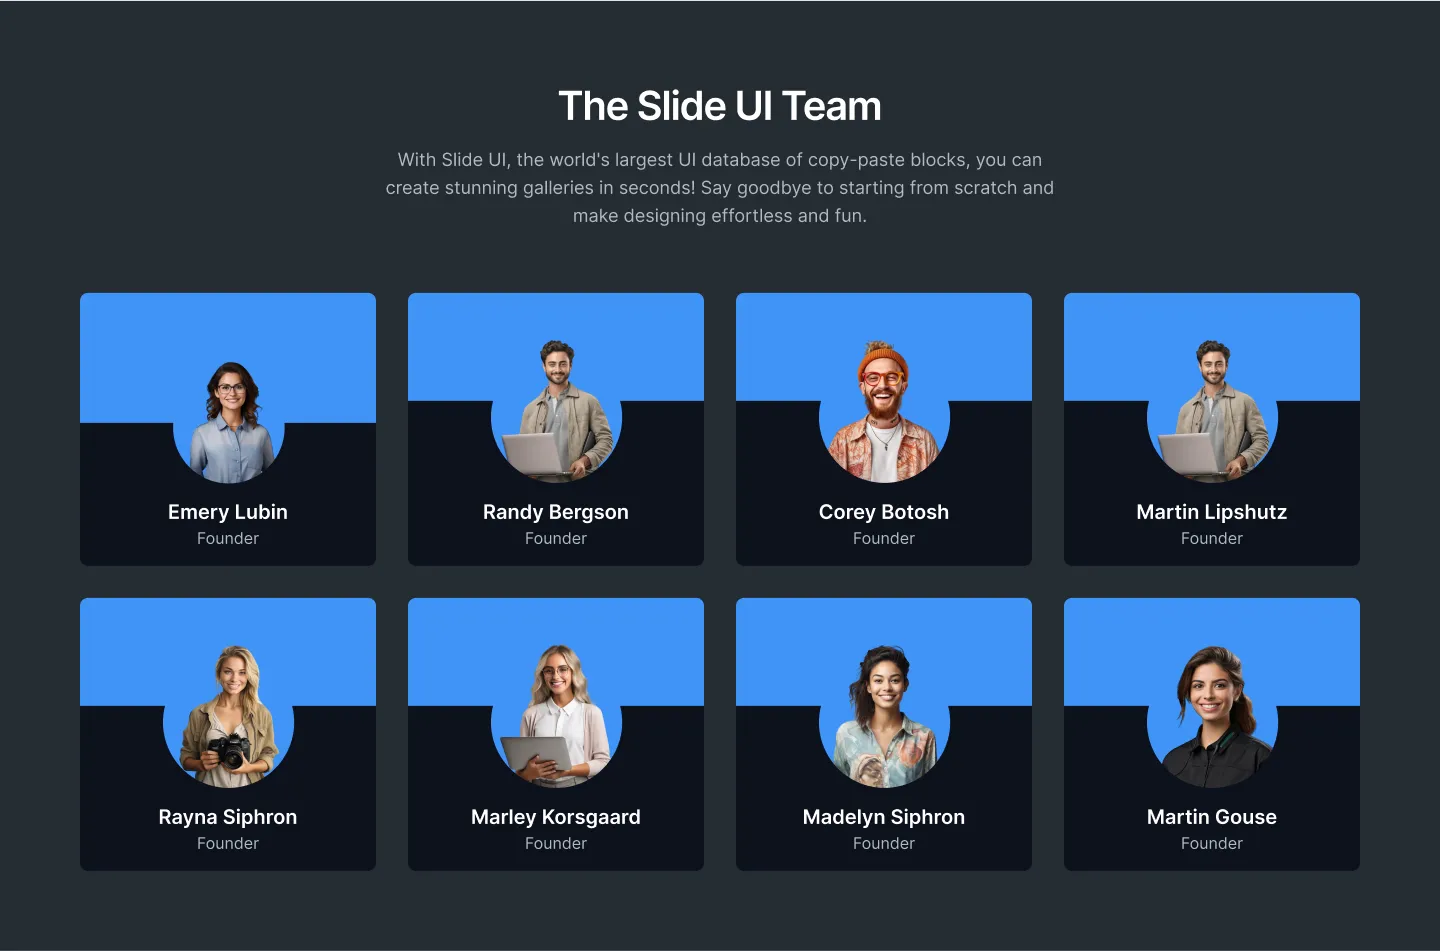 The Slide UI Team
With Slide UI, the world's largest UI database of copy-paste blocks, you can
create stunning galleries in seconds! Say goodbye to starting from scratch and
make designing effortless and fun.
Emery Lubin
Founder
Randy Bergson
Founder
Corey Botosh
Founder
Martin Lipshutz
Founder
Rayna Siphron
Founder
Marley Korsgaard
Founder
Madelyn Siphron
Founder
Martin Gouse
Founder